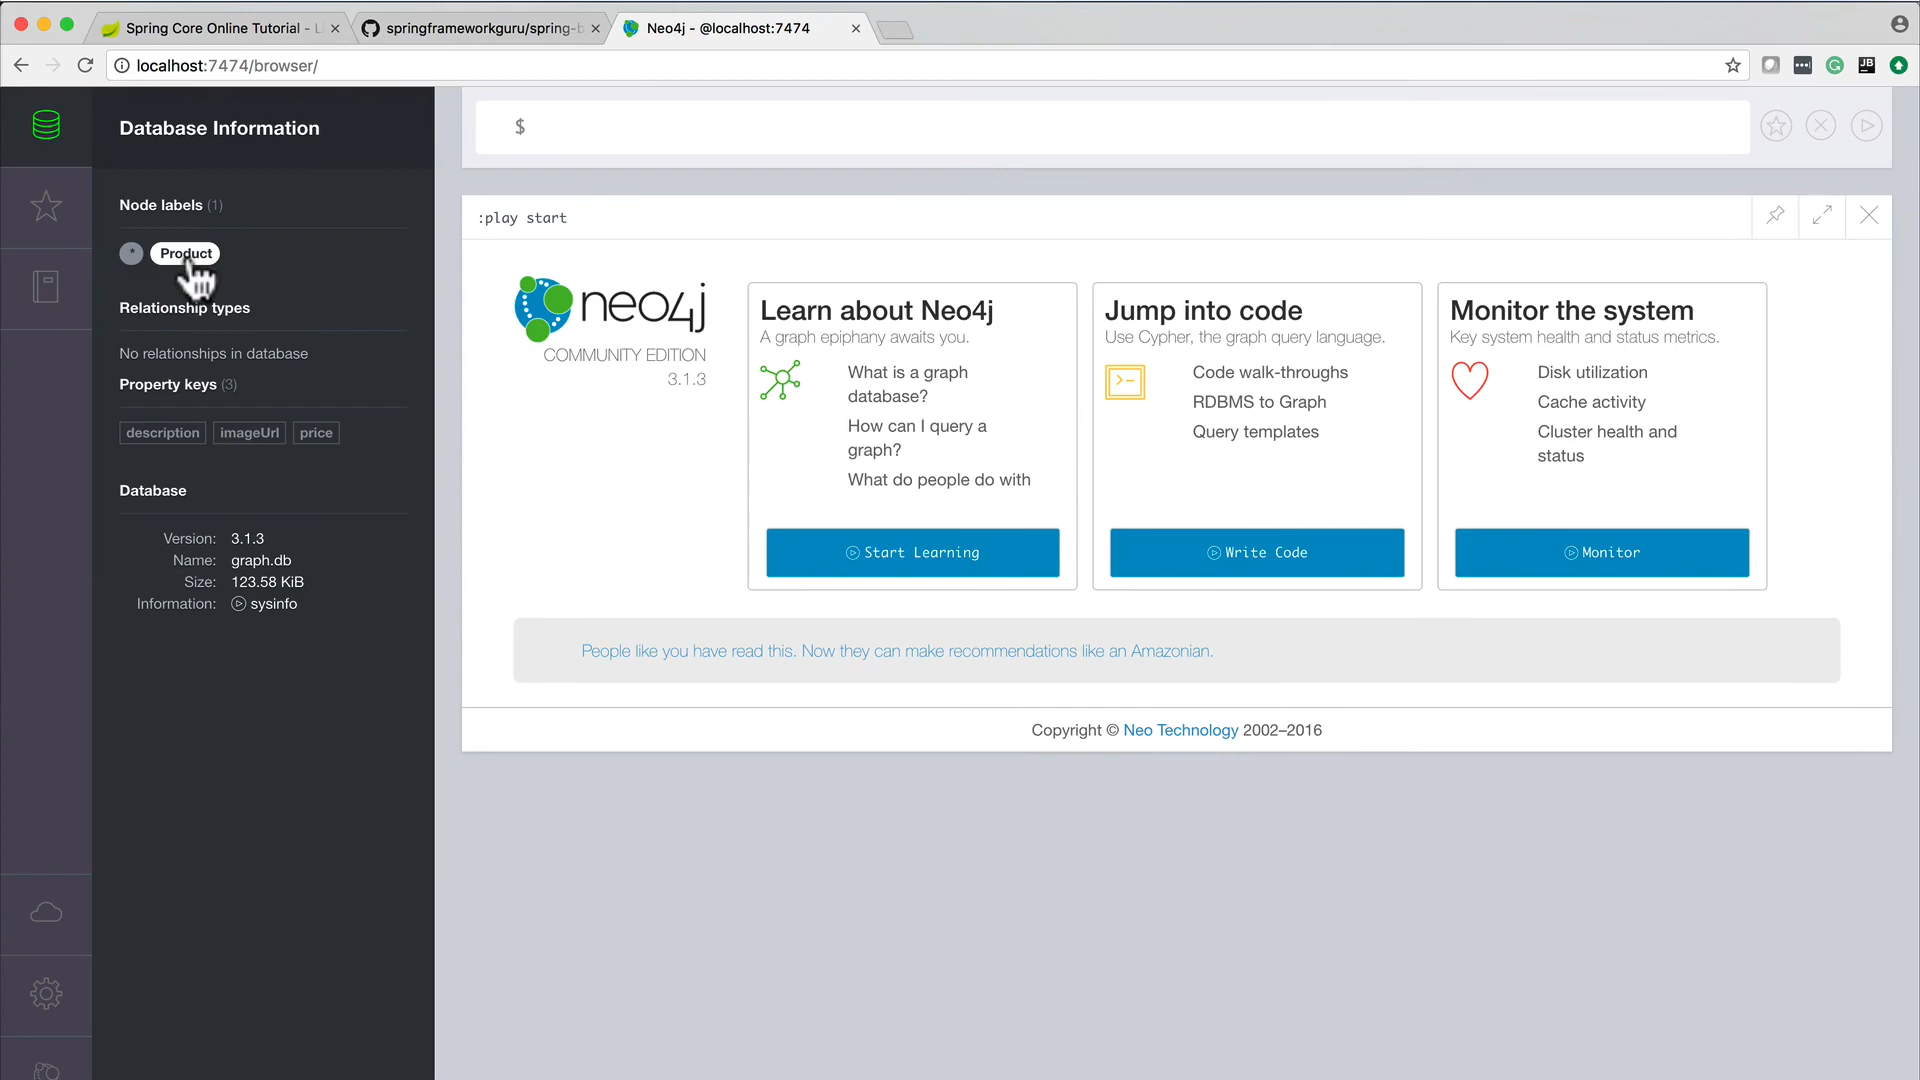 Spring Core Online Tutorial - L
springframeworkguru/spring-b
Neo4j - @localhost:7474
localhost:7474/browser/
JB
Database Information
$
Node labels (1)
* Product
Relationship types
No relationships in database
Property keys (3)
description imageUrl price
Database
Version: 3.1.3
Name: graph.db
Size: 123.58 KiB
Information: sysinfo
:play start
neo4j
COMMUNITY EDITION
3.1.3
Learn about Neo4j
A graph epiphany awaits you.
What is a graph
database?
How can I query a
graph?
What do people do with
Start Learning
Jump into code
Use Cypher, the graph query language.
Code walk-throughs
RDBMS to Graph
Query templates
Write Code
Monitor the system
Key system health and status metrics.
Disk utilization
Cache activity
Cluster health and
status
Monitor
People like you have read this. Now they can make recommendations like an Amazonian.
Copyright © Neo Technology 2002–2016